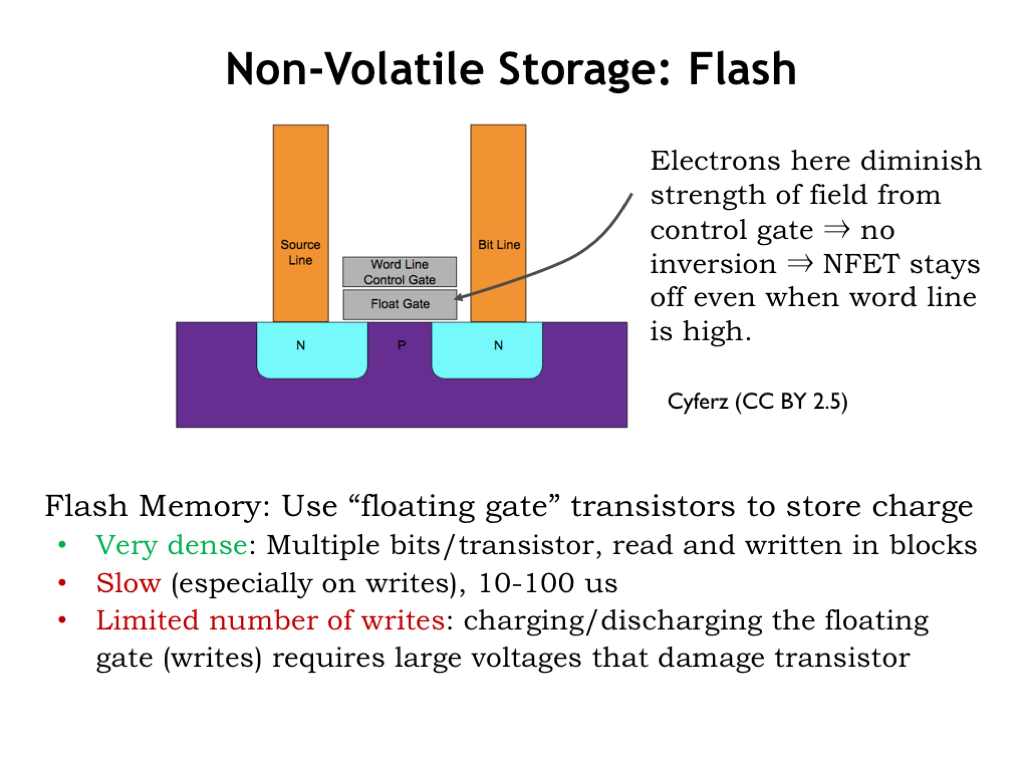 Non-Volatile Storage: Flash
Source
Line
Word Line
Control Gate
Float Gate
Bit Line
N
P
N
Electrons here diminish
strength of field from
control gate ⇒ no
inversion ⇒ NFET stays
off even when word line
is high.
Cyferz (CC BY 2.5)
Flash Memory: Use “floating gate” transistors to store charge
• Very dense: Multiple bits/transistor, read and written in blocks
• Slow (especially on writes), 10-100 us
• Limited number of writes: charging/discharging the floating
gate (writes) requires large voltages that damage transistor